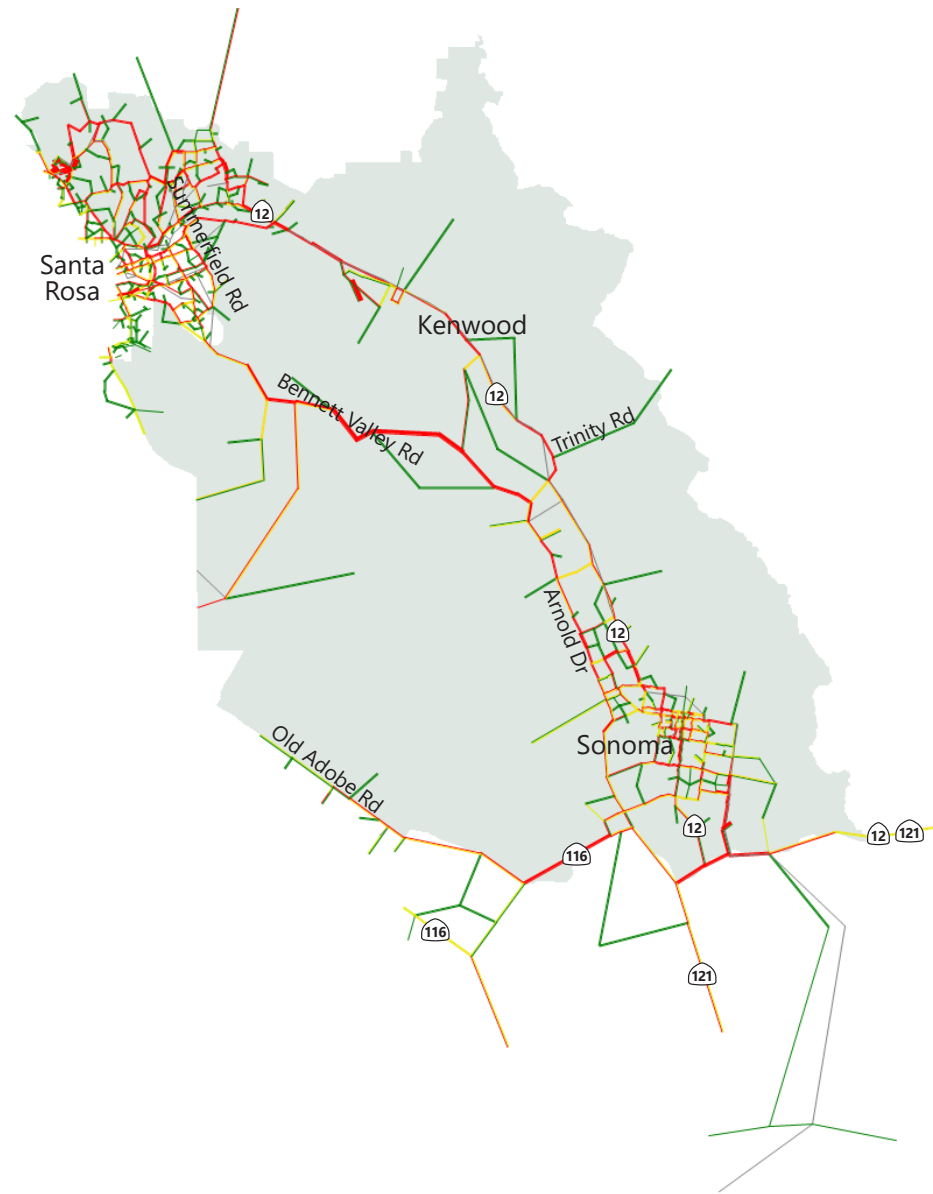 12
Summerfield Rd
Santa
Rosa
Kenwood
12
Bennett Valley Rd
Trinity Rd
Arnold Dr
12
Old Adobe Rd
Sonoma
12
12
121
116
116
121